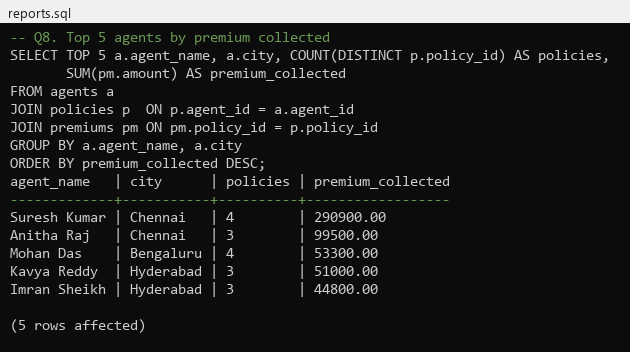 reports.sql
-- Q8. Top 5 agents by premium collected
SELECT TOP 5 a.agent_name, a.city, COUNT(DISTINCT p.policy_id) AS policies,
       SUM(pm.amount) AS premium_collected
FROM agents a
JOIN policies p  ON p.agent_id = a.agent_id
JOIN premiums pm ON pm.policy_id = p.policy_id
GROUP BY a.agent_name, a.city
ORDER BY premium_collected DESC;
agent_name   | city      | policies | premium_collected
-------------+-----------+----------+------------------
Suresh Kumar | Chennai   | 4        | 290900.00
Anitha Raj   | Chennai   | 3        | 99500.00
Mohan Das    | Bengaluru | 4        | 53300.00
Kavya Reddy  | Hyderabad | 3        | 51000.00
Imran Sheikh | Hyderabad | 3        | 44800.00

(5 rows affected)